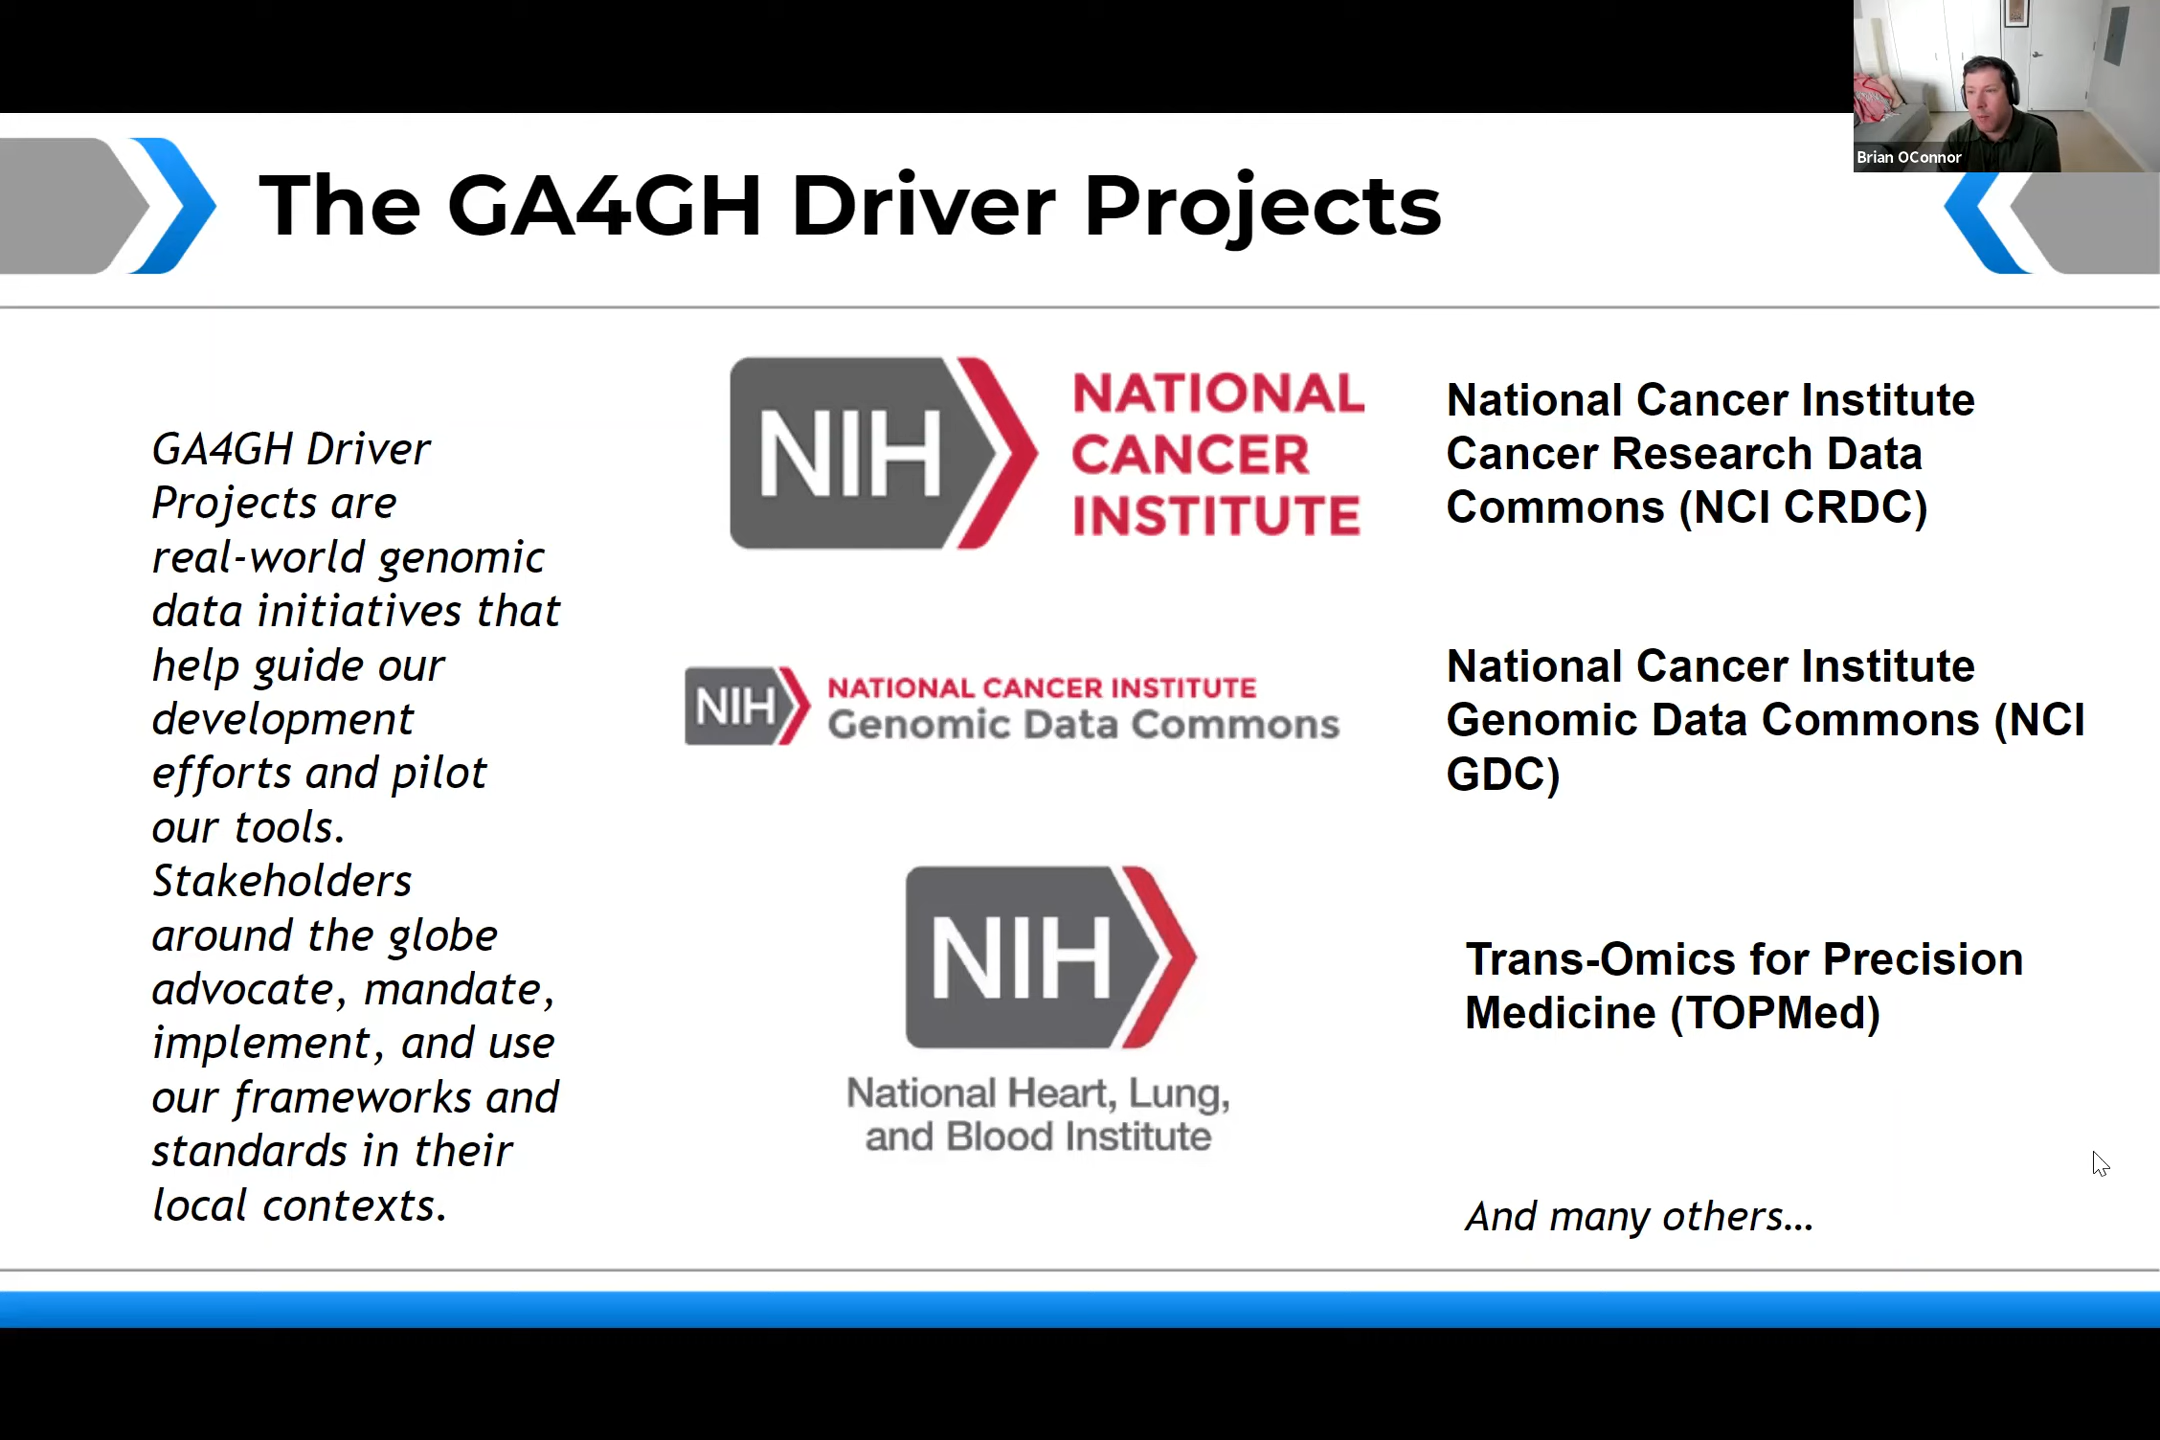 Brian OConnor
The GA4GH Driver Projects
GA4GH Driver
Projects are
real-world genomic
data initiatives that
help guide our
development
efforts and pilot
our tools.
Stakeholders
around the globe
advocate, mandate,
implement, and use
our frameworks and
standards in their
local contexts.
NIH
NATIONAL
CANCER
INSTITUTE
National Cancer Institute
Cancer Research Data
Commons (NCI CRDC)
NIH
NATIONAL CANCER INSTITUTE
Genomic Data Commons
National Cancer Institute
Genomic Data Commons (NCI
GDC)
NIH
National Heart, Lung,
and Blood Institute
Trans-Omics for Precision
Medicine (TOPMed)
And many others...